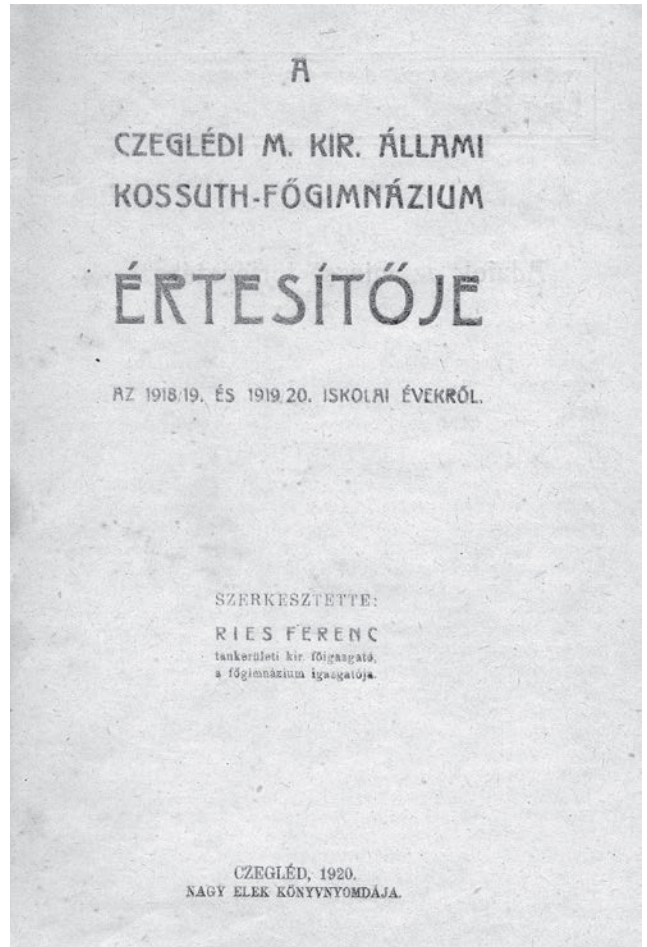 A
CZEGLÉDI M. KIR. ÁLLAMI
KOSSUTH-FŐGIMNÁZIUM
ÉRTESÍTŐJE
AZ 1918/19. ÉS 1919/20. ISKOLAI ÉVEKRŐL.
SZERKESZTETTE:
RIES FERENC
tankerületi kir. főigazgató,
a főgimnázium igazgatója.
CZEGLÉD, 1920.
NAGY ELEK KÖNYVNYOMDÁJA.